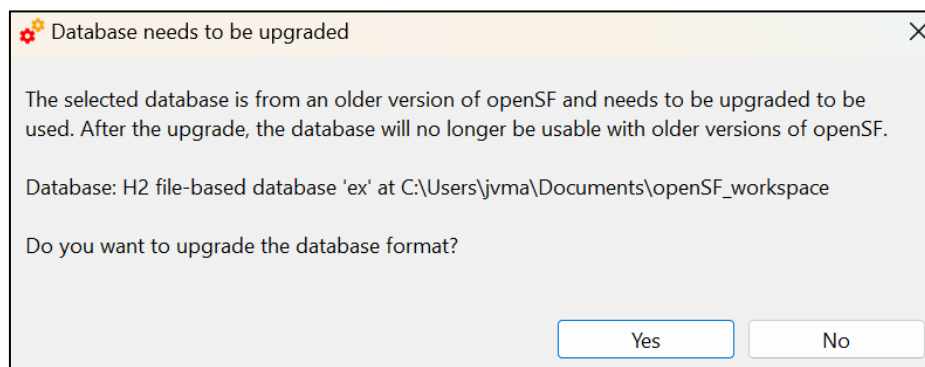 Database needs to be upgraded
The selected database is from an older version of openSF and needs to be upgraded to be
used. After the upgrade, the database will no longer be usable with older versions of openSF.
Database: H2 file-based database 'ex' at C:\Users\jvma\Documents\openSF_workspace
Do you want to upgrade the database format?
Yes No